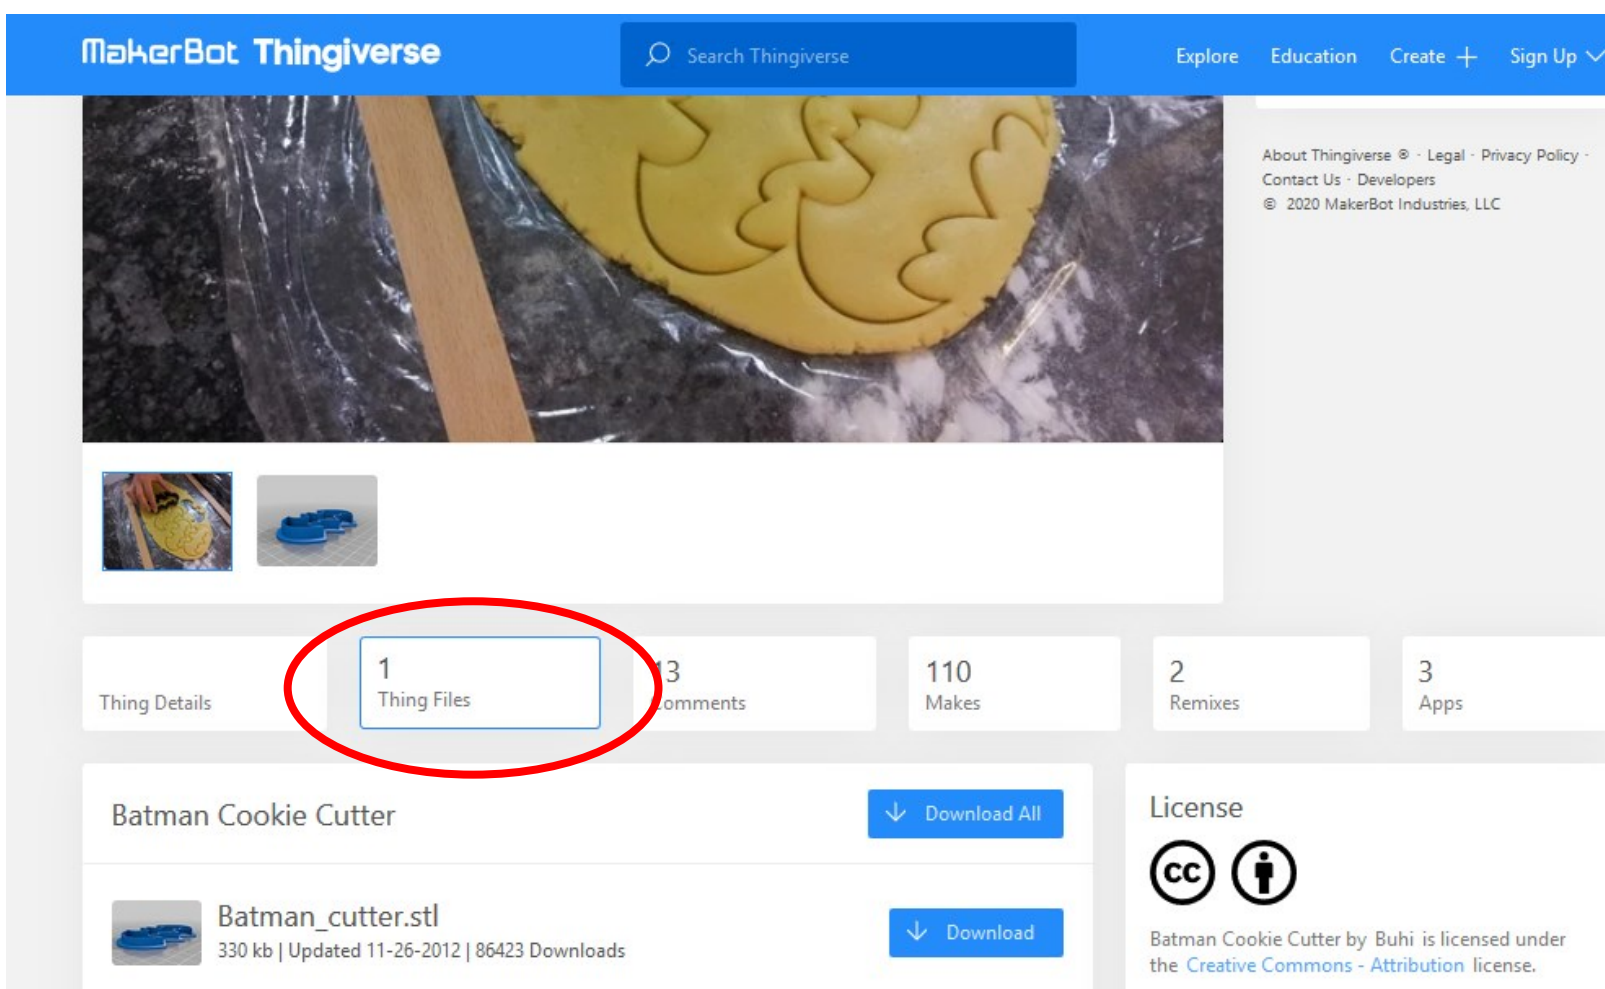 MakerBot Thingiverse
Search Thingiverse
Explore Education Create Sign Up
About Thingiverse ® · Legal · Privacy Policy ·
Contact Us · Developers
© 2020 MakerBot Industries, LLC
Thing Details
1
Thing Files
13
Comments
110
Makes
2
Remixes
3
Apps
Batman Cookie Cutter
Download All
Batman_cutter.stl
330 kb | Updated 11-26-2012 | 86423 Downloads
Download
License
cc
Batman Cookie Cutter by Buhi is licensed under
the Creative Commons - Attribution license.